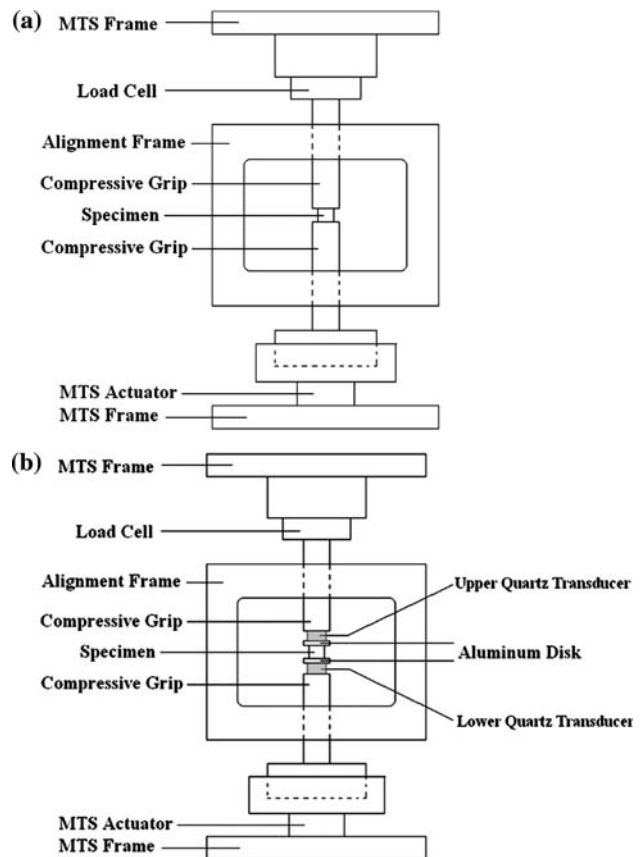 (a)
MTS Frame
Load Cell
Alignment Frame
Compressive Grip
Specimen
Compressive Grip
MTS Actuator
MTS Frame
(b)
MTS Frame
Load Cell
Alignment Frame
Upper Quartz Transducer
Compressive Grip
Specimen
Aluminum Disk
Compressive Grip
Lower Quartz Transducer
MTS Actuator
MTS Frame